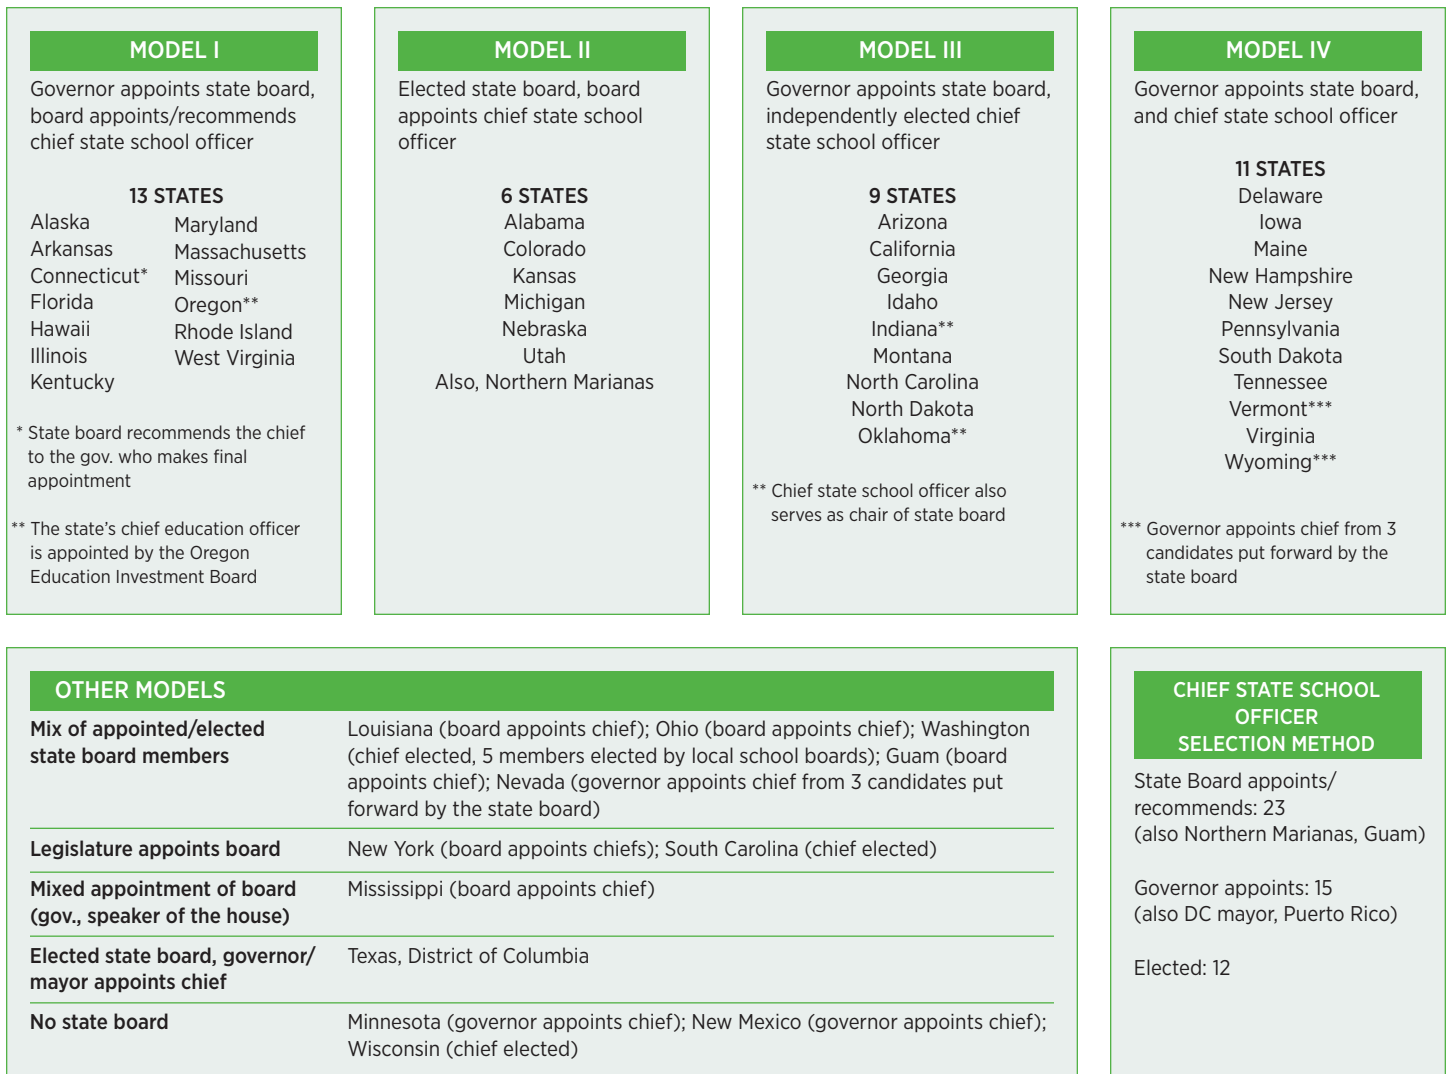 MODEL I
Governor appoints state board,
board appoints/recommends
chief state school officer
13 STATES
Alaska
Arkansas
Connecticut*
Florida
Hawaii
Illinois
Kentucky
Maryland
Massachusetts
Missouri
Oregon**
Rhode Island
West Virginia
* State board recommends the chief
to the gov. who makes final
appointment
** The state's chief education officer
is appointed by the Oregon
Education Investment Board
MODEL II
Elected state board, board
appoints chief state school
officer
6 STATES
Alabama
Colorado
Kansas
Michigan
Nebraska
Utah
Also, Northern Marianas
MODEL III
Governor appoints state board,
independently elected chief
state school officer
9 STATES
Arizona
California
Georgia
Idaho
Indiana**
Montana
North Carolina
North Dakota
Oklahoma**
** Chief state school officer also
serves as chair of state board
MODEL IV
Governor appoints state board,
and chief state school officer
11 STATES
Delaware
Iowa
Maine
New Hampshire
New Jersey
Pennsylvania
South Dakota
Tennessee
Vermont***
Virginia
Wyoming***
*** Governor appoints chief from 3
candidates put forward by the
state board
OTHER MODELS
Mix of appointed/elected
state board members
Louisiana (board appoints chief); Ohio (board appoints chief); Washington
(chief elected, 5 members elected by local school boards); Guam (board
appoints chief); Nevada (governor appoints chief from 3 candidates put
forward by the state board)
Legislature appoints board
New York (board appoints chiefs); South Carolina (chief elected)
Mixed appointment of board
(gov., speaker of the house)
Mississippi (board appoints chief)
Elected state board, governor/
mayor appoints chief
Texas, District of Columbia
No state board
Minnesota (governor appoints chief); New Mexico (governor appoints chief);
Wisconsin (chief elected)
CHIEF STATE SCHOOL
OFFICER
SELECTION METHOD
State Board appoints/
recommends: 23
(also Northern Marianas, Guam)
Governor appoints: 15
(also DC mayor, Puerto Rico)
Elected: 12